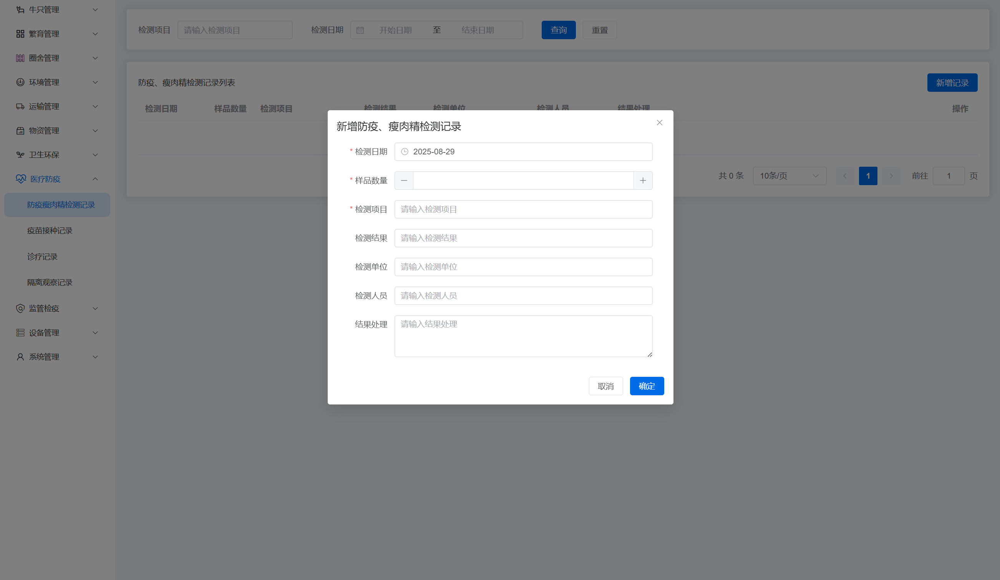 牛只管理
繁育管理
圈舍管理
环境管理
运输管理
物资管理
卫生环保
医疗防疫
防疫瘦肉精检测记录
疫苗接种记录
诊疗记录
隔离观察记录
监管检疫
设备管理
系统管理
检测项目 请输入检测项目 检测日期 开始日期 至 结束日期 查询 重置
防疫、瘦肉精检测记录列表 新增记录
检测日期 样品数量 检测项目 检测结果 检测单位 检测人员 结果处理 操作
共 0 条 10条/页 1 前往 1 页
新增防疫、瘦肉精检测记录
* 检测日期 2025-08-29
* 样品数量
* 检测项目 请输入检测项目
检测结果 请输入检测结果
检测单位 请输入检测单位
检测人员 请输入检测人员
结果处理 请输入结果处理
取消 确定